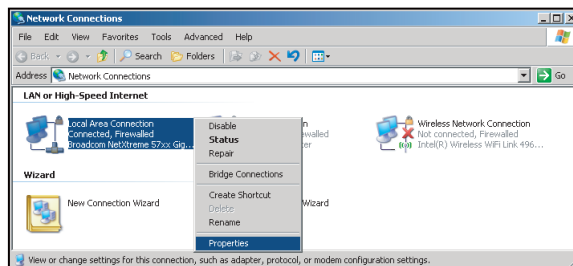 Network Connections
File Edit View Favorites Tools Advanced Help
Back Search Folders
Address Network Connections Go
LAN or High-Speed Internet
Local Area Connection
Connected, Firewalled
Broadcom NetXtreme 57xx Gig...
Disable
Status
Repair
Bridge Connections
Create Shortcut
Delete
Rename
Properties
Wireless Network Connection
Not connected, Firewalled
Intel(R) Wireless WiFi Link 496...
Wizard
New Connection Wizard
Wizard
View or change settings for this connection, such as adapter, protocol, or modem configuration settings.